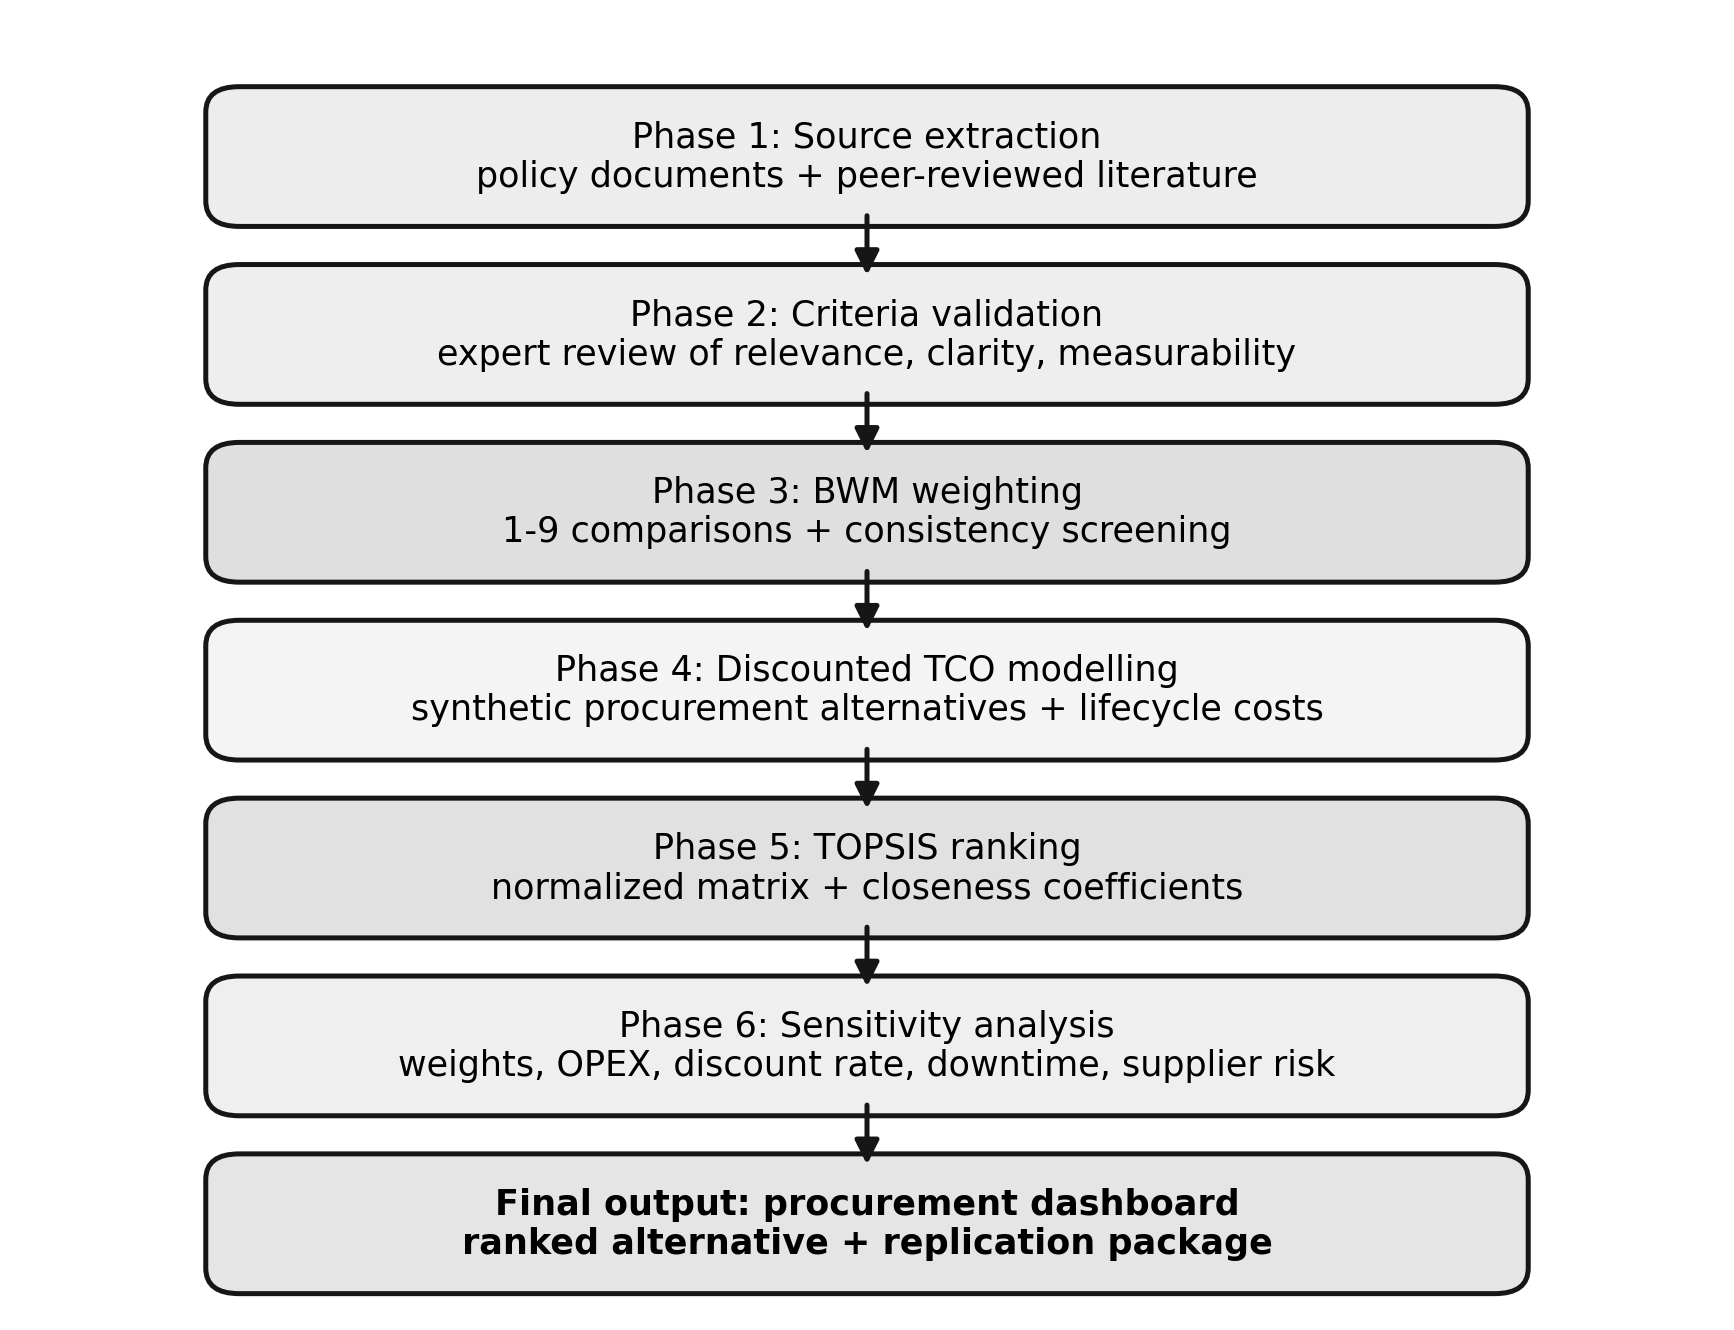 Phase 1: Source extraction
policy documents + peer-reviewed literature
Phase 2: Criteria validation
expert review of relevance, clarity, measurability
Phase 3: BWM weighting
1-9 comparisons + consistency screening
Phase 4: Discounted TCO modelling
synthetic procurement alternatives + lifecycle costs
Phase 5: TOPSIS ranking
normalized matrix + closeness coefficients
Phase 6: Sensitivity analysis
weights, OPEX, discount rate, downtime, supplier risk
Final output: procurement dashboard
ranked alternative + replication package